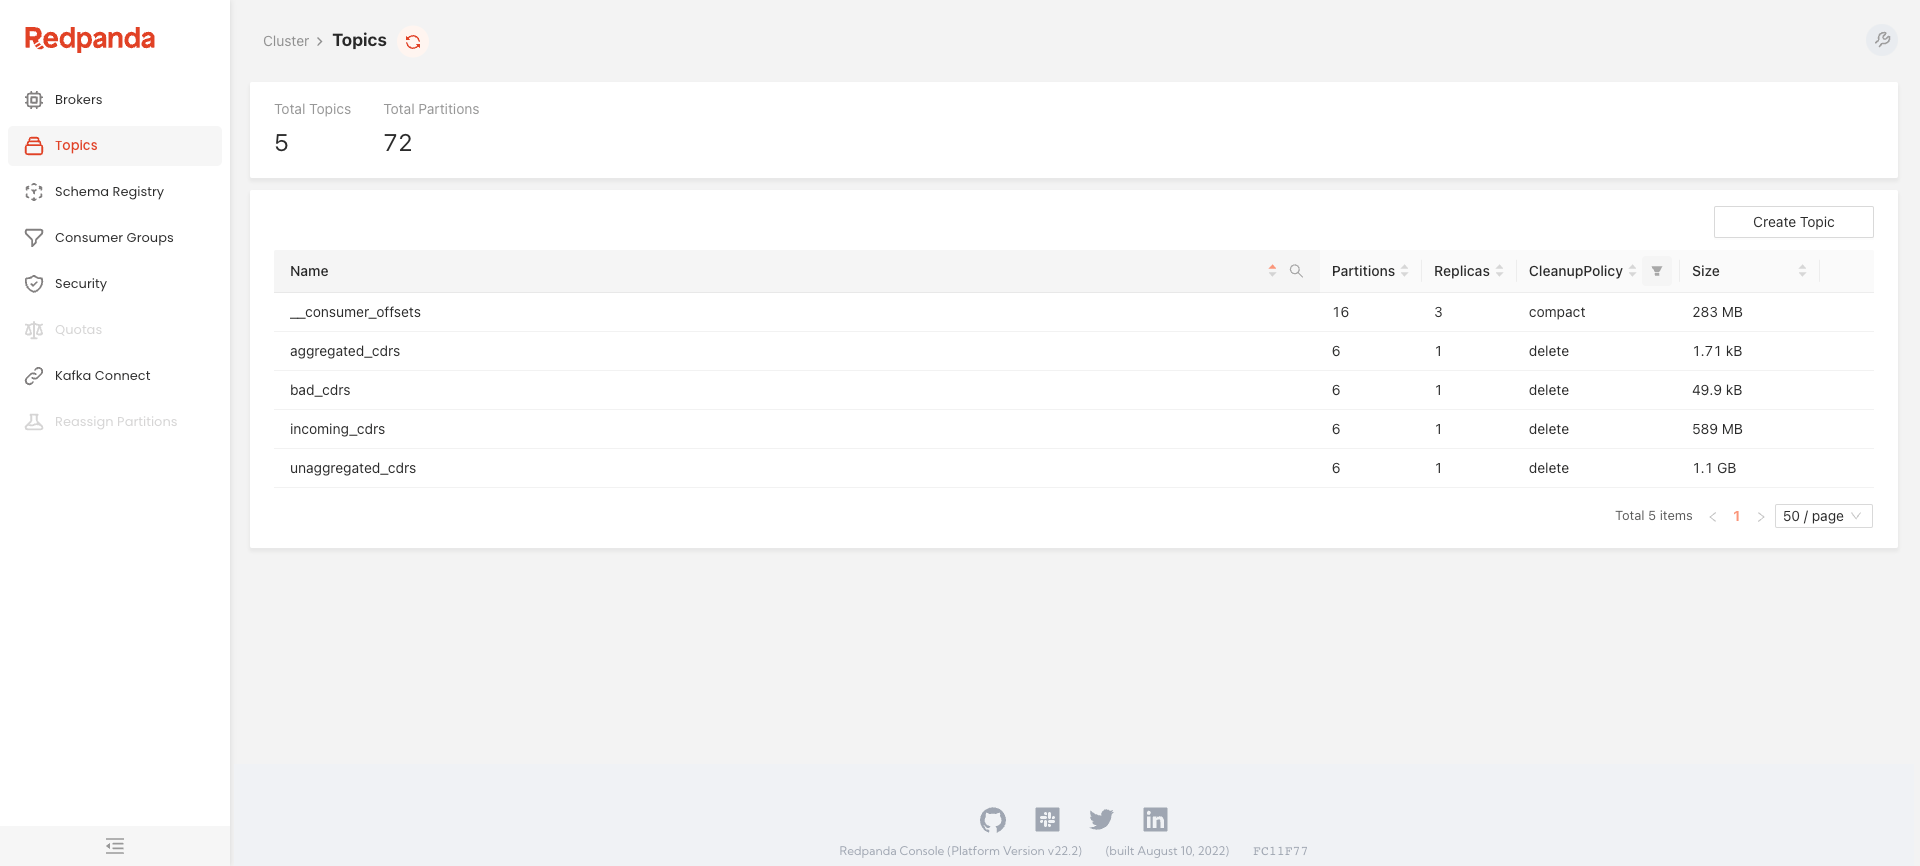 Redpanda
Cluster > Topics
Brokers
Topics
Schema Registry
Consumer Groups
Security
Quotas
Kafka Connect
Reassign Partitions
Total Topics Total Partitions
5 72
Create Topic
Name Partitions Replicas CleanupPolicy Size
__consumer_offsets 16 3 compact 283 MB
aggregated_cdrs 6 1 delete 1.71 kB
bad_cdrs 6 1 delete 49.9 kB
incoming_cdrs 6 1 delete 589 MB
unaggregated_cdrs 6 1 delete 1.1 GB
Total 5 items < 1 > 50 / page
Redpanda Console (Platform Version v22.2) (built August 10, 2022) FC11F77